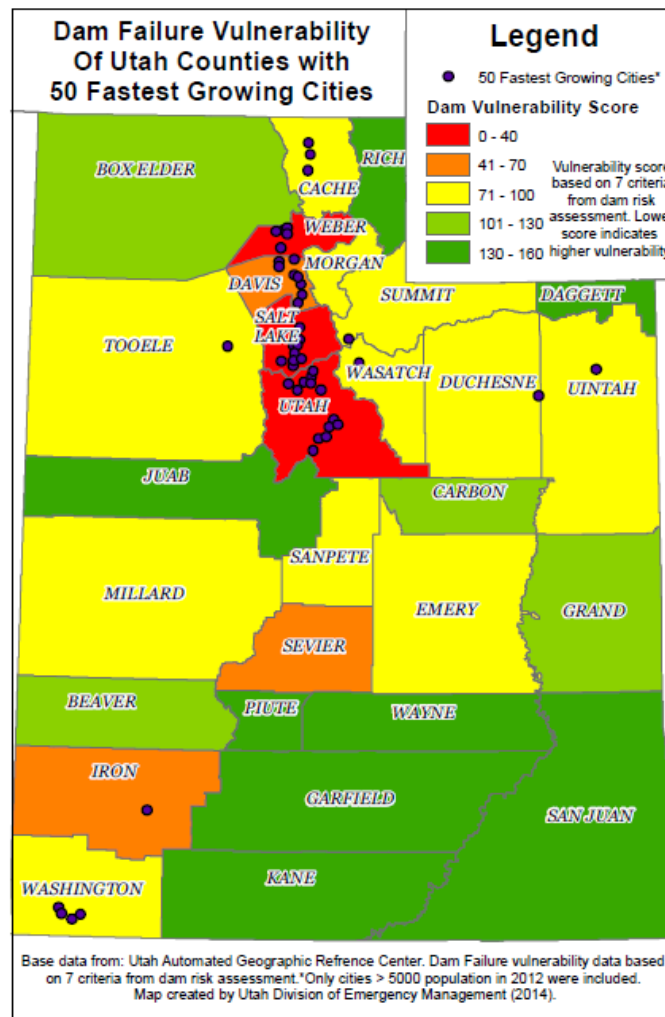 Dam Failure Vulnerability
Of Utah Counties with
50 Fastest Growing Cities
Legend
50 Fastest Growing Cities*
Dam Vulnerability Score
0 - 40
41 - 70
71 - 100
101 - 130
130 - 160
Vulnerability score
based on 7 criteria
from dam risk
assessment. Lowe
score indicates
higher vulnerability
BOX ELDER
CACHE
RICH
WEBER
MORGAN
DAVIS
SUMMIT
DAGGETT
SALT
LAKE
TOOELE
WASATCH
DUCHESNE
UINTAH
UTAH
JUAB
CARBON
SANPETE
MILLARD
EMERY
GRAND
SEVIER
BEAVER
PIUTE
WAYNE
IRON
GARFIELD
SAN JUAN
KANE
WASHINGTON
Base data from: Utah Automated Geographic Refrence Center. Dam Failure vulnerability data based
on 7 criteria from dam risk assessment.*Only cities > 5000 population in 2012 were included.
Map created by Utah Division of Emergency Management (2014).